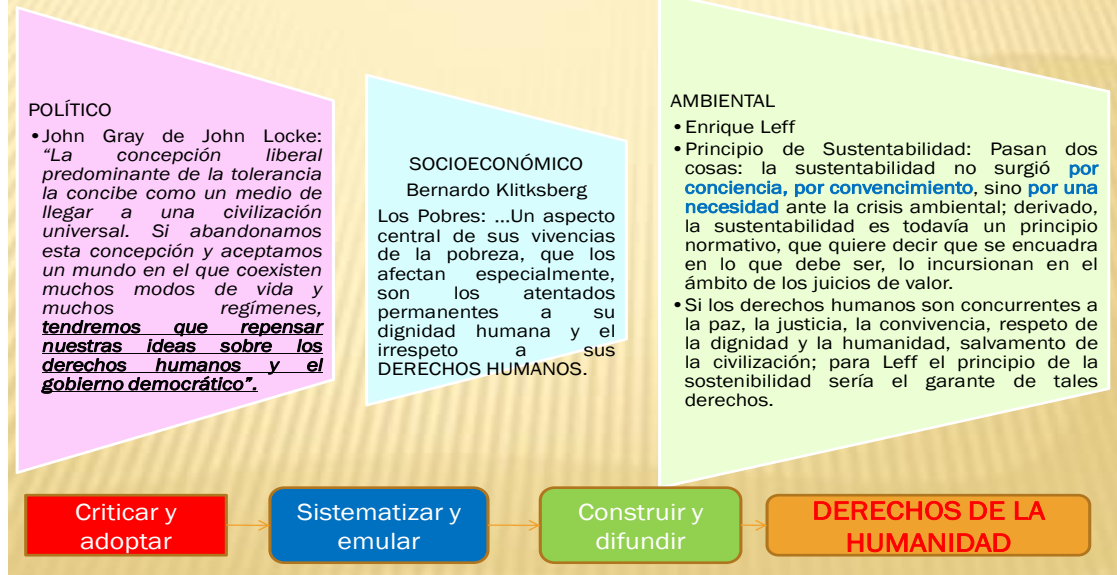 POLÍTICO
•John Gray de John Locke:
“La concepción liberal
predominante de la tolerancia
la concibe como un medio de
llegar a una civilización
universal. Si abandonamos
esta concepción y aceptamos
un mundo en el que coexisten
muchos modos de vida y
muchos regímenes,
tendremos que repensar
nuestras ideas sobre los
derechos humanos y el
gobierno democrático”.
SOCIOECONÓMICO
Bernardo Klitksberg
Los Pobres: ...Un aspecto
central de sus vivencias
de la pobreza, que los
afectan especialmente,
son los atentados
permanentes a su
dignidad humana y el
irrespeto a sus
DERECHOS HUMANOS.
AMBIENTAL
•Enrique Leff
•Principio de Sustentabilidad: Pasan dos
cosas: la sustentabilidad no surgió por
conciencia, por convencimiento, sino por una
necesidad ante la crisis ambiental; derivado,
la sustentabilidad es todavía un principio
normativo, que quiere decir que se encuadra
en lo que debe ser, lo incursionan en el
ámbito de los juicios de valor.
•Si los derechos humanos son concurrentes a
la paz, la justicia, la convivencia, respeto de
la dignidad y la humanidad, salvamento de
la civilización; para Leff el principio de la
sostenibilidad sería el garante de tales
derechos.
Criticar y
adoptar
Sistematizar y
emular
Construir y
difundir
DERECHOS DE LA
HUMANIDAD